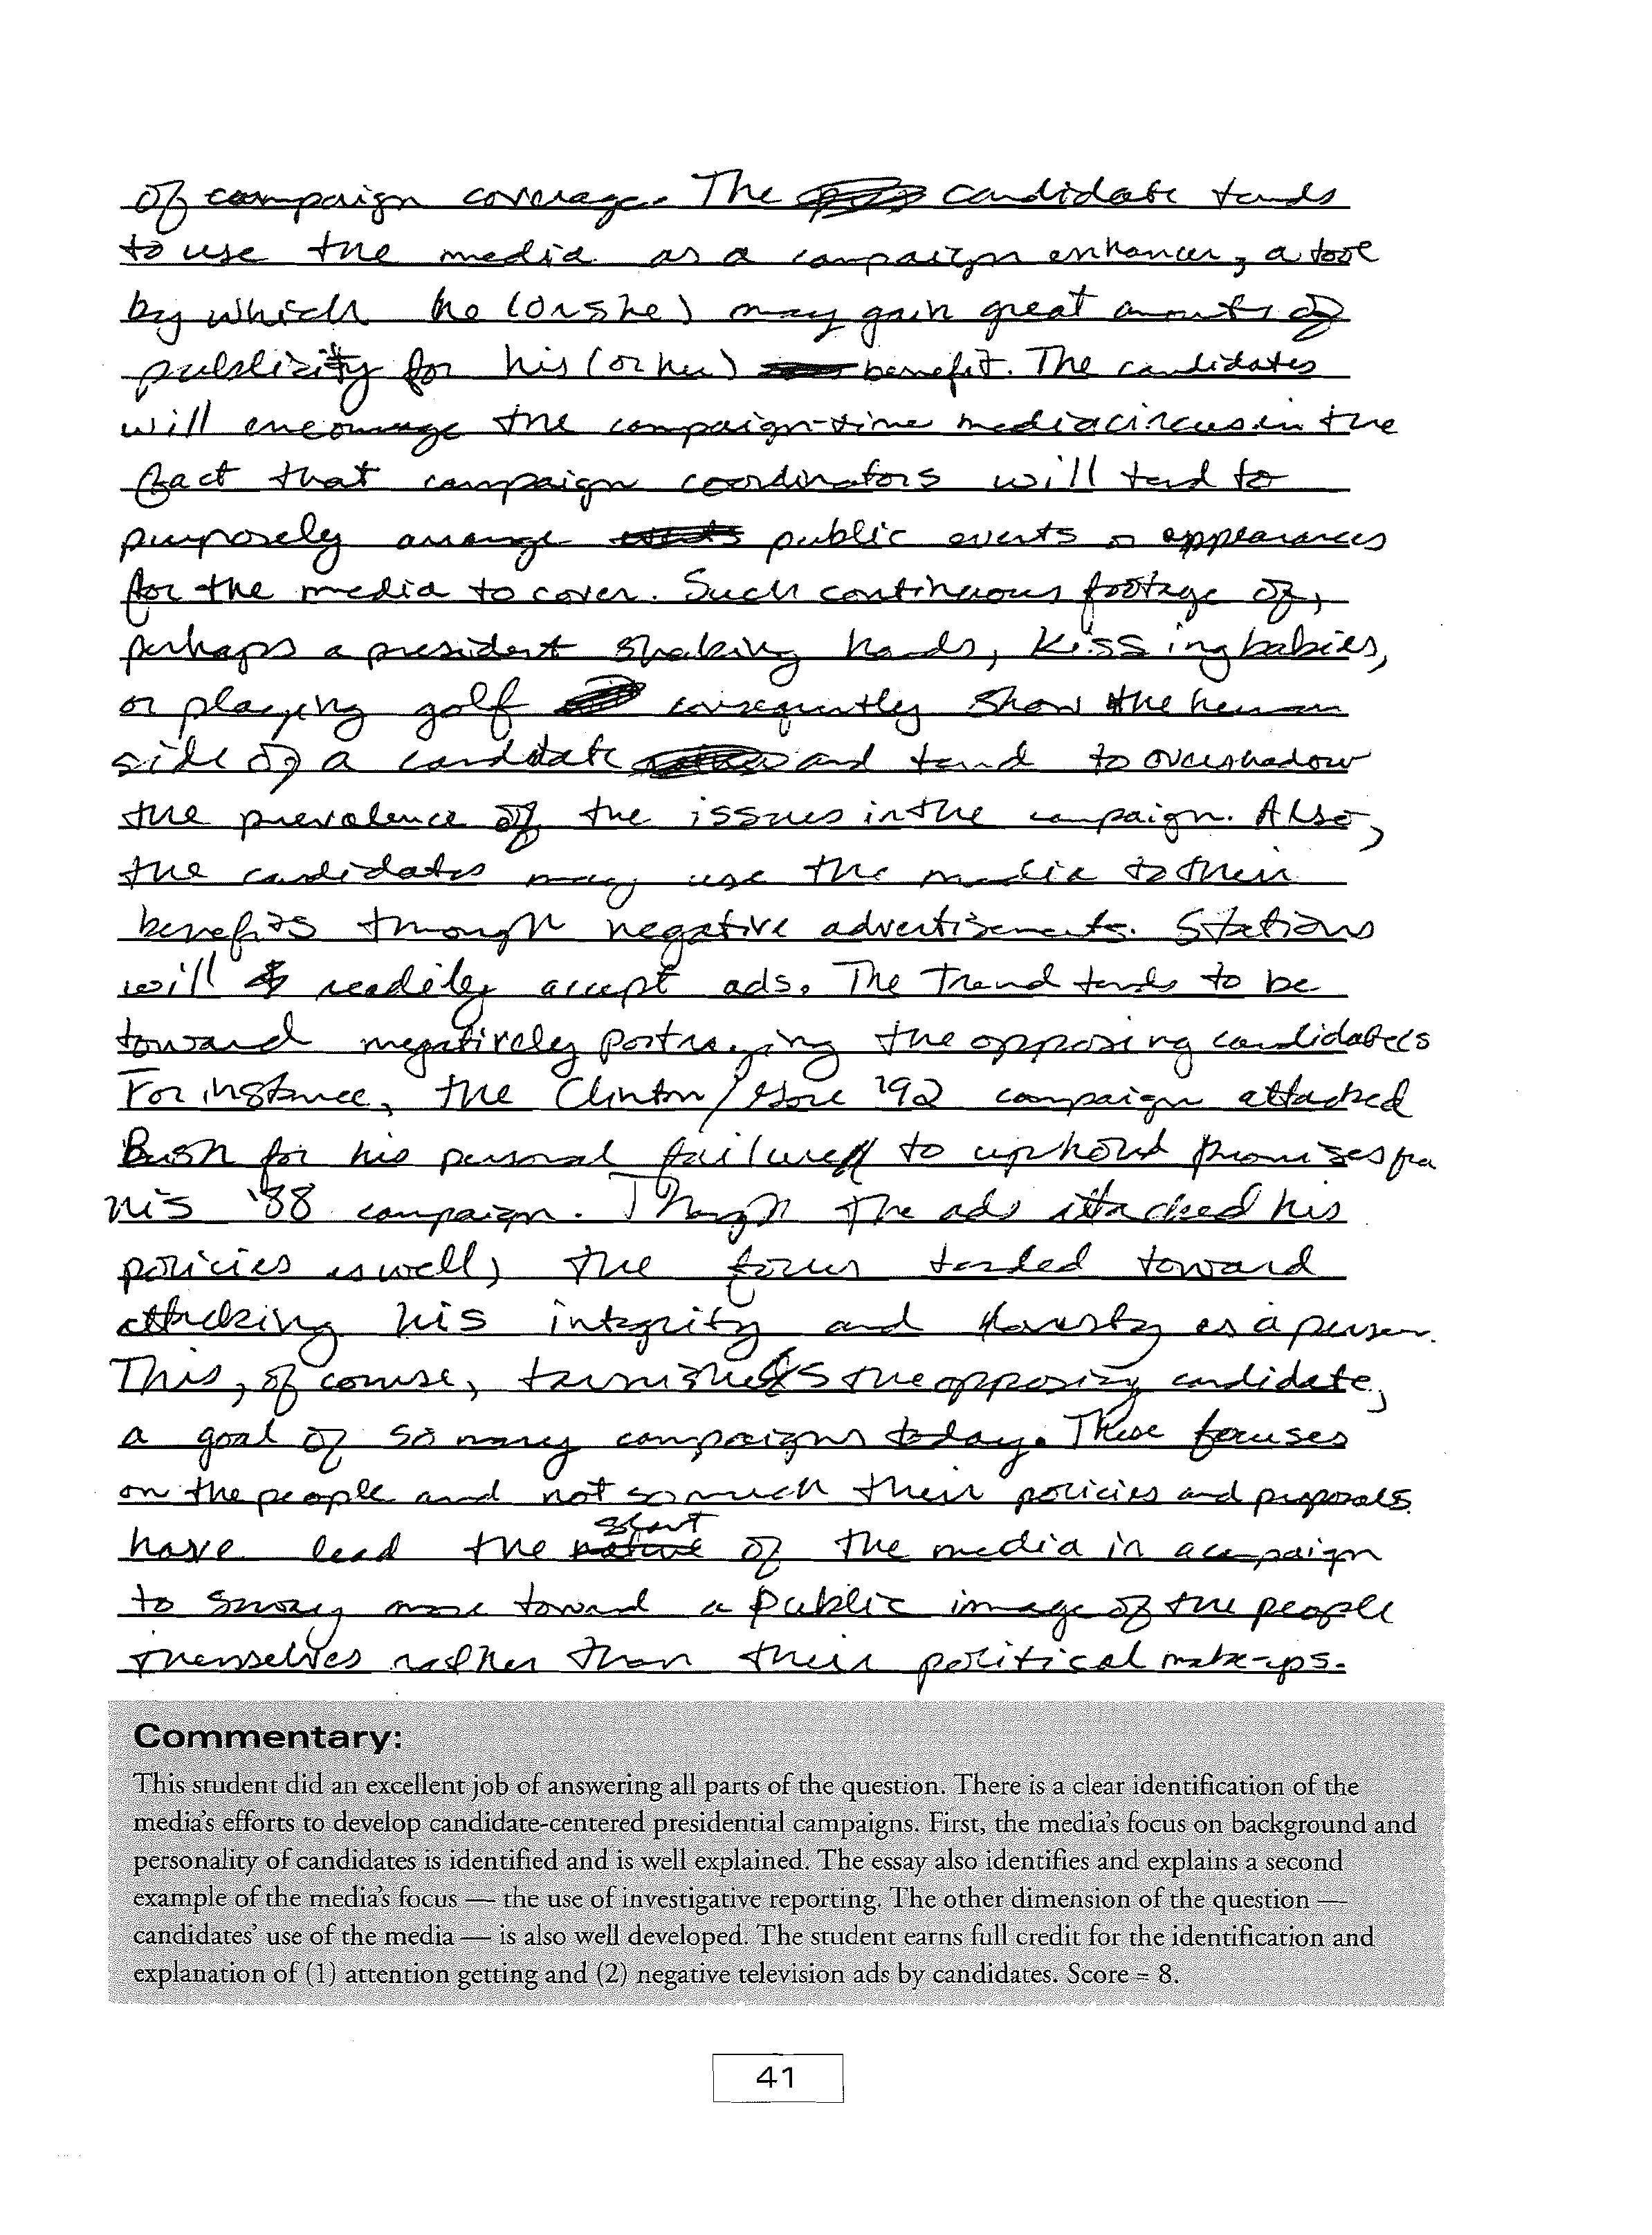 of campaign coverage. The candidate tends
to use the media as a campaign enhancer, a tool
by which he (or she) may gain great amounts of
publicity for his (or her) benefit. The candidates
will encourage the campaign-time media circus in the
fact that campaign coordinators will tend to
purposely arrange public events or appearances
for the media to cover. Such continuous footage of,
perhaps a president shaking hands, kissing babies,
or playing golf consequently show the human
side of a candidate and tend to overshadow
the prevalence of the issues in the campaign. Also,
the candidates may use the media to their
benefits through negative advertisements. Stations
will readily accept ads. The trend tends to be
toward negatively portraying the opposing candidates
For instance, the Clinton/Gore '92 campaign attacked
Bush for his personal failure to uphold promises
his '88 campaign. Though the ads attacked his
policies as well, the focus tended toward
attacking his integrity and honesty as a person.
This, of course, tarnishes the opposing candidate,
a goal of so many campaigns today. These focuses
on the people and not so much their policies and proposals
have lead the slant of the media in a campaign
to sway more toward a public image of the people
themselves rather than their political make-ups.
Commentary:
This student did an excellent job of answering all parts of the question. There is a clear identification of the
media's efforts to develop candidate-centered presidential campaigns. First, the media's focus on background and
personality of candidates is identified and is well explained. The essay also identifies and explains a second
example of the media's focus — the use of investigative reporting. The other dimension of the question —
candidates' use of the media — is also well developed. The student earns full credit for the identification and
explanation of (1) attention getting and (2) negative television ads by candidates. Score = 8.
41